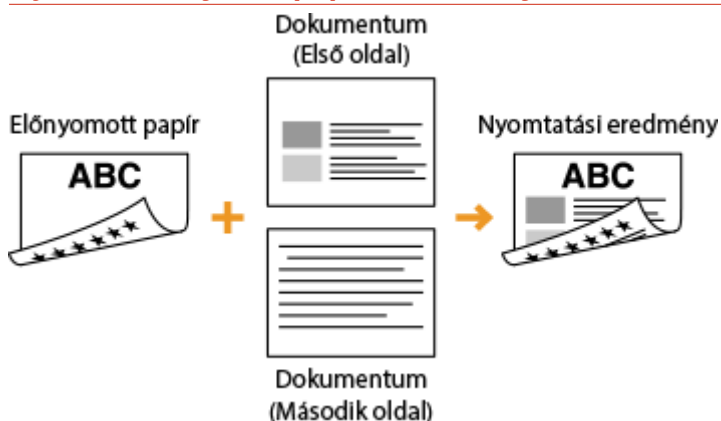 Dokumentum
(Első oldal)
Előnyomott papír
Nyomtatási eredmény
ABC
ABC
Dokumentum
(Második oldal)